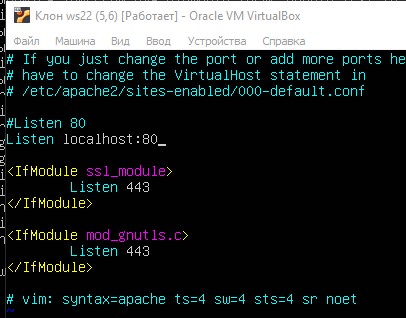 Клон ws22 (5,6) [Работает] - Oracle VM VirtualBox
Файл Машина Вид Ввод Устройства Справка
# If you just change the port or add more ports he
# have to change the VirtualHost statement in
# /etc/apache2/sites-enabled/000-default.conf
#Listen 80
Listen localhost:80
<IfModule ssl_module>
Listen 443
</IfModule>
<IfModule mod_gnutls.c>
Listen 443
</IfModule>
# vim: syntax=apache ts=4 sw=4 sts=4 sr noet
~